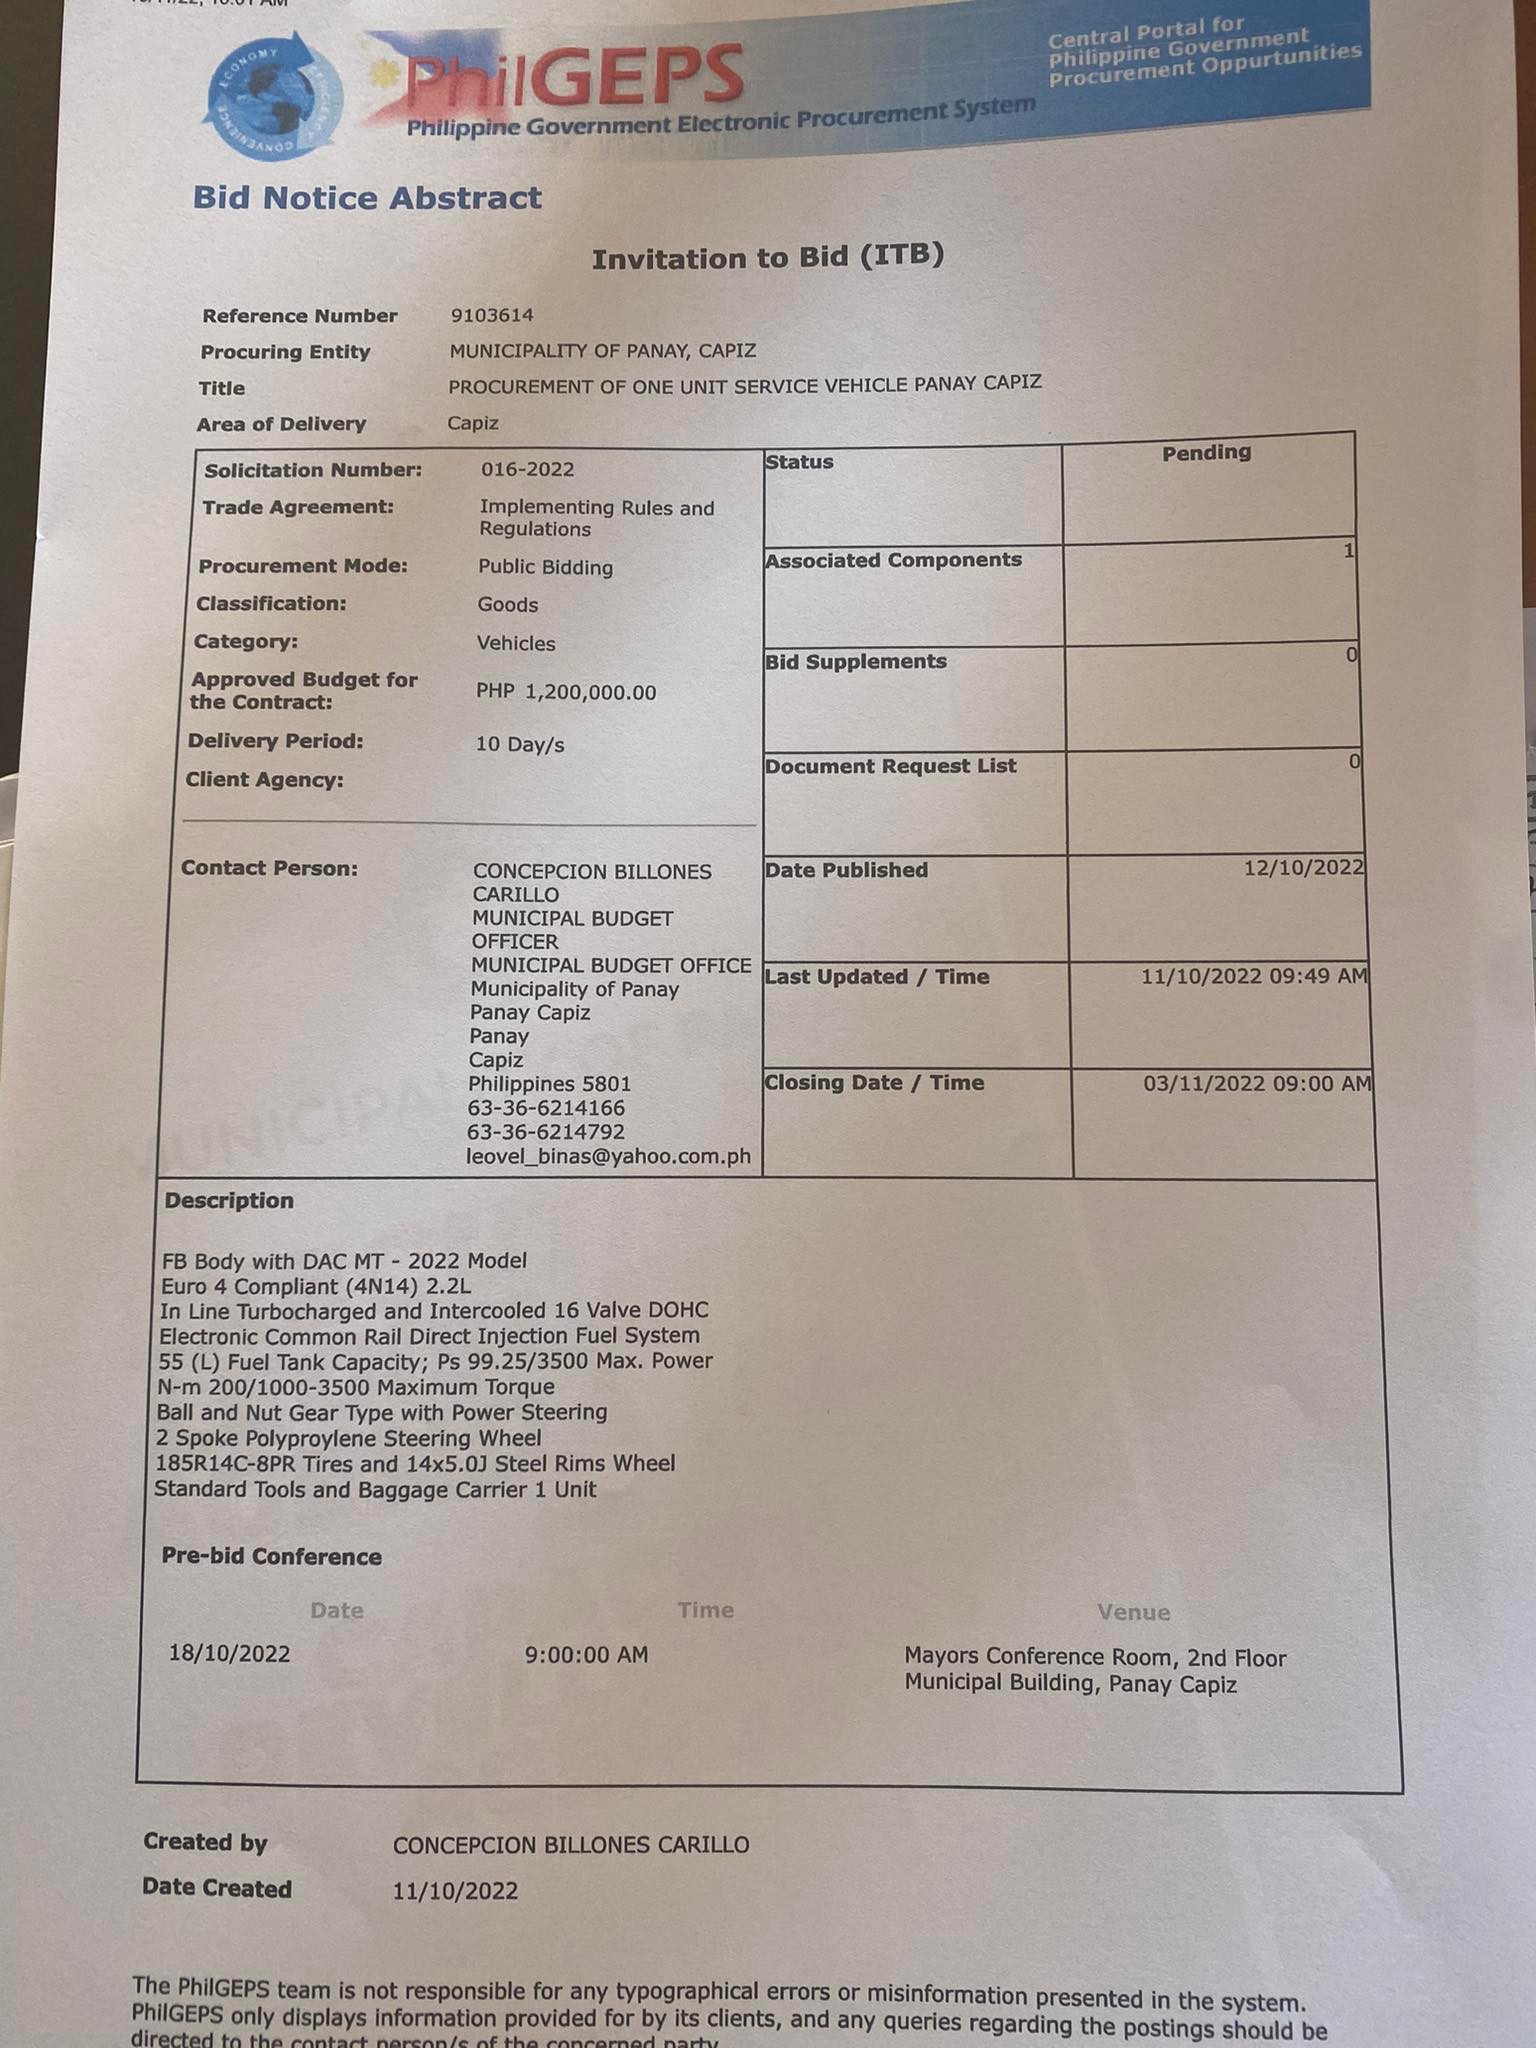 PhilGEPS
Philippine Government Electronic Procurement System
Central Portal for
Philippine Government
Procurement Oppurtunities
ECONOMY
CONVENIENCE
Bid Notice Abstract
Invitation to Bid (ITB)
Reference Number 9103614
Procuring Entity MUNICIPALITY OF PANAY, CAPIZ
Title PROCUREMENT OF ONE UNIT SERVICE VEHICLE PANAY CAPIZ
Area of Delivery Capiz
Solicitation Number: 016-2022
Trade Agreement: Implementing Rules and
Regulations
Procurement Mode: Public Bidding
Classification: Goods
Category: Vehicles
Approved Budget for
the Contract: PHP 1,200,000.00
Delivery Period: 10 Day/s
Client Agency:
Contact Person: CONCEPCION BILLONES
CARILLO
MUNICIPAL BUDGET
OFFICER
MUNICIPAL BUDGET OFFICE
Municipality of Panay
Panay Capiz
Panay
Capiz
Philippines 5801
63-36-6214166
63-36-6214792
leovel_binas@yahoo.com.ph
Status Pending
Associated Components 1
Bid Supplements 0
Document Request List 0
Date Published 12/10/2022
Last Updated / Time 11/10/2022 09:49 AM
Closing Date / Time 03/11/2022 09:00 AM
Description
FB Body with DAC MT - 2022 Model
Euro 4 Compliant (4N14) 2.2L
In Line Turbocharged and Intercooled 16 Valve DOHC
Electronic Common Rail Direct Injection Fuel System
55 (L) Fuel Tank Capacity; Ps 99.25/3500 Max. Power
N-m 200/1000-3500 Maximum Torque
Ball and Nut Gear Type with Power Steering
2 Spoke Polyproylene Steering Wheel
185R14C-8PR Tires and 14x5.0J Steel Rims Wheel
Standard Tools and Baggage Carrier 1 Unit
Pre-bid Conference
Date Time Venue
18/10/2022 9:00:00 AM Mayors Conference Room, 2nd Floor
Municipal Building, Panay Capiz
Created by CONCEPCION BILLONES CARILLO
Date Created 11/10/2022
The PhilGEPS team is not responsible for any typographical errors or misinformation presented in the system.
PhilGEPS only displays information provided for by its clients, and any queries regarding the postings should be
directed to the contact person/s of the concerned party